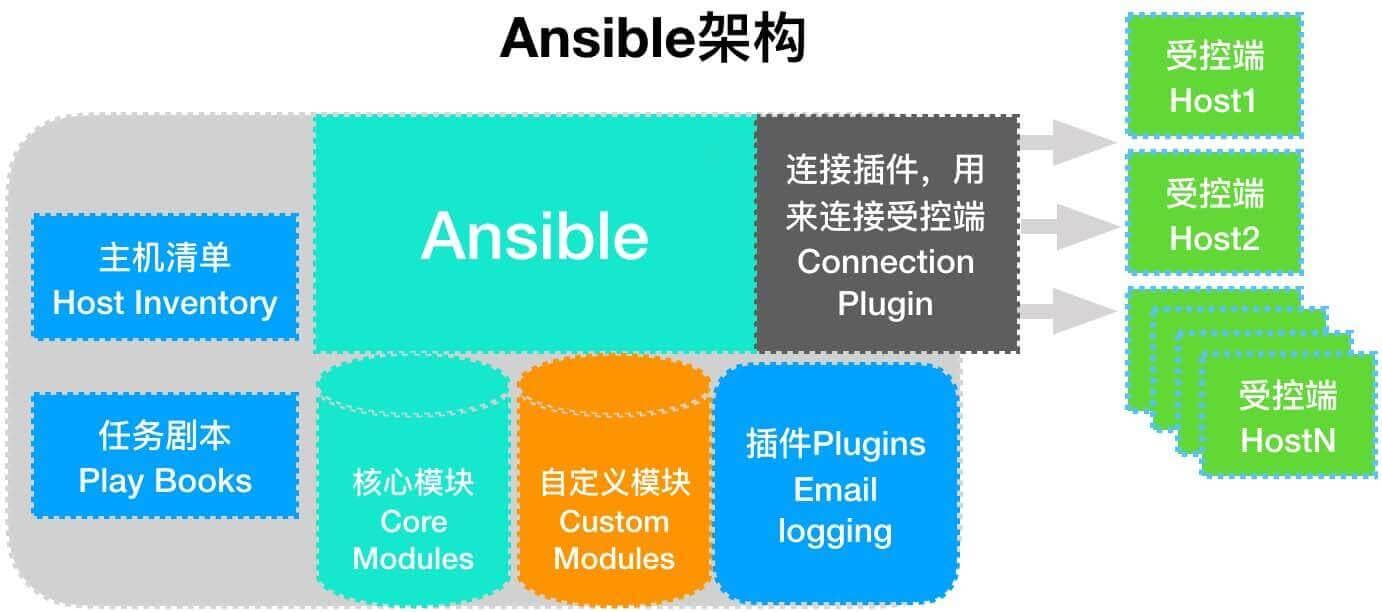 Ansible架构
主机清单
Host Inventory
任务剧本
Play Books
Ansible
连接插件，用
来连接受控端
Connection
Plugin
核心模块
Core
Modules
自定义模块
Custom
Modules
插件Plugins
Email
logging
受控端
Host1
受控端
Host2
受控端
HostN